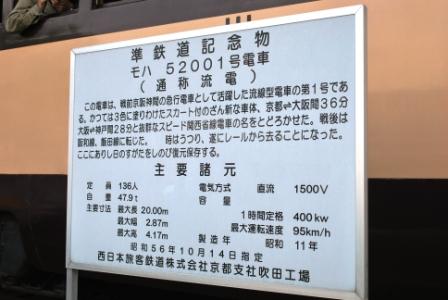 準鉄道記念物
モハ 52001号電車
(通称流電)
この電車は、戦前京阪神間の急行電車として活躍した流線型電車の第1号であ
る。かつては3色に塗りわけたスカート付のざん新な車体、京都⇌大阪間36分
大阪⇌神戸間28分と抜群なスピード関西省線電車の名をとどろかせた。戦後は
阪和線、飯田線に転じた。 時はうつり、遂にレールから去ることになった。
ここにありし日のすがたをしのび復元保存する。
主要諸元
定員 136人 電気方式 直流 1500V
自重 47.9t 容量
主要寸法 最大長 20.00m 1時間定格 400kw
最大幅 2.87m 最大運転速度 95km/h
最大高 4.17m 製造年 昭和 11年
昭和56年10月14日指定
西日本旅客鉄道株式会社京都支社吹田工場